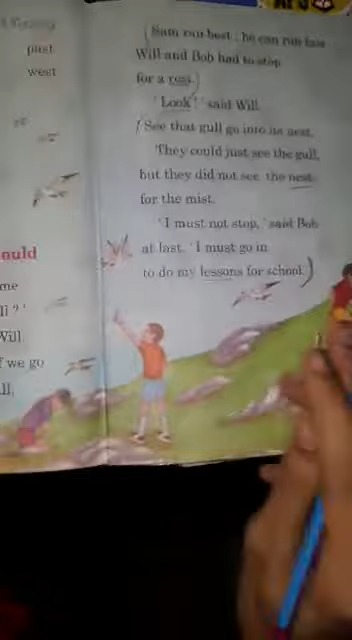 past
west
ould
me
ll ?'
Will.
f we go
ll,
Sam ran best, he can run fast
Will and Bob had to stop
for a rest.
'Look!' said Will.
'See that gull go into its nest.
They could just see the gull,
but they did not see the nest
for the mist.
'I must not stop,' said Bob
at last. 'I must go in
to do my lessons for school.'